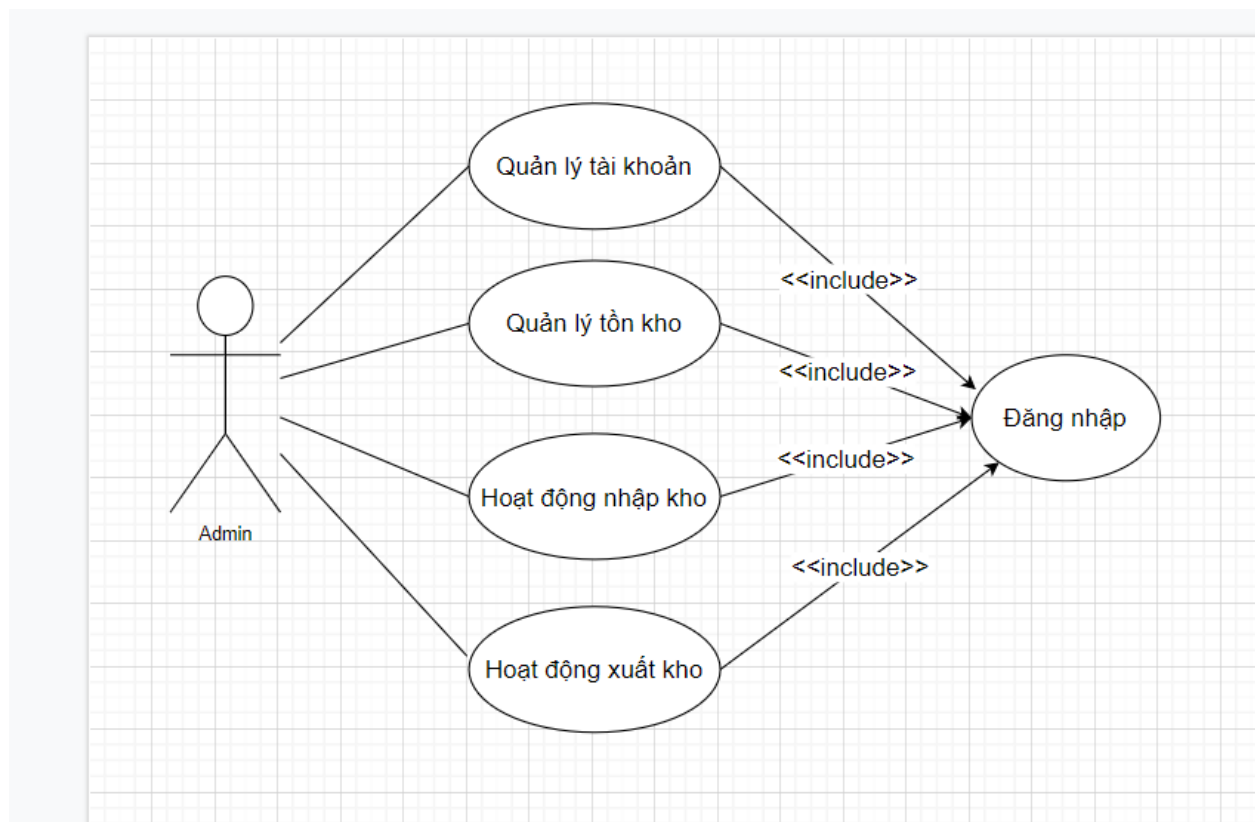 Quản lý tài khoản
<<include>>
Quản lý tồn kho
<<include>>
Đăng nhập
<<include>>
Hoạt động nhập kho
Admin
<<include>>
Hoạt động xuất kho